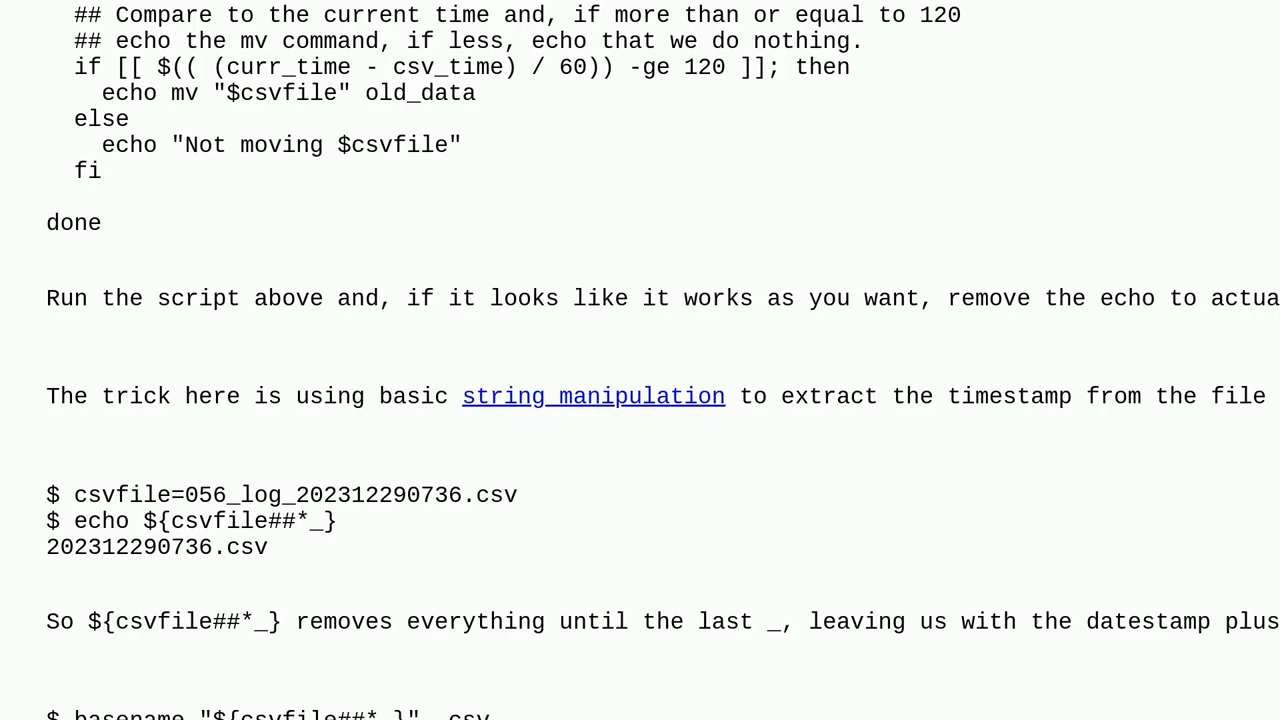 ## Compare to the current time and, if more than or equal to 120
## echo the mv command, if less, echo that we do nothing.
if [[ $(( (curr_time - csv_time) / 60)) -ge 120 ]]; then
echo mv "$csvfile" old_data
else
echo "Not moving $csvfile"
fi
done
Run the script above and, if it looks like it works as you want, remove the echo to actua
The trick here is using basic string manipulation to extract the timestamp from the file
$ csvfile=056_log_202312290736.csv
$ echo ${csvfile##*_}
202312290736.csv
So ${csvfile##*_} removes everything until the last _, leaving us with the datestamp plus
$ basename "${csvfile##*_}" .csv